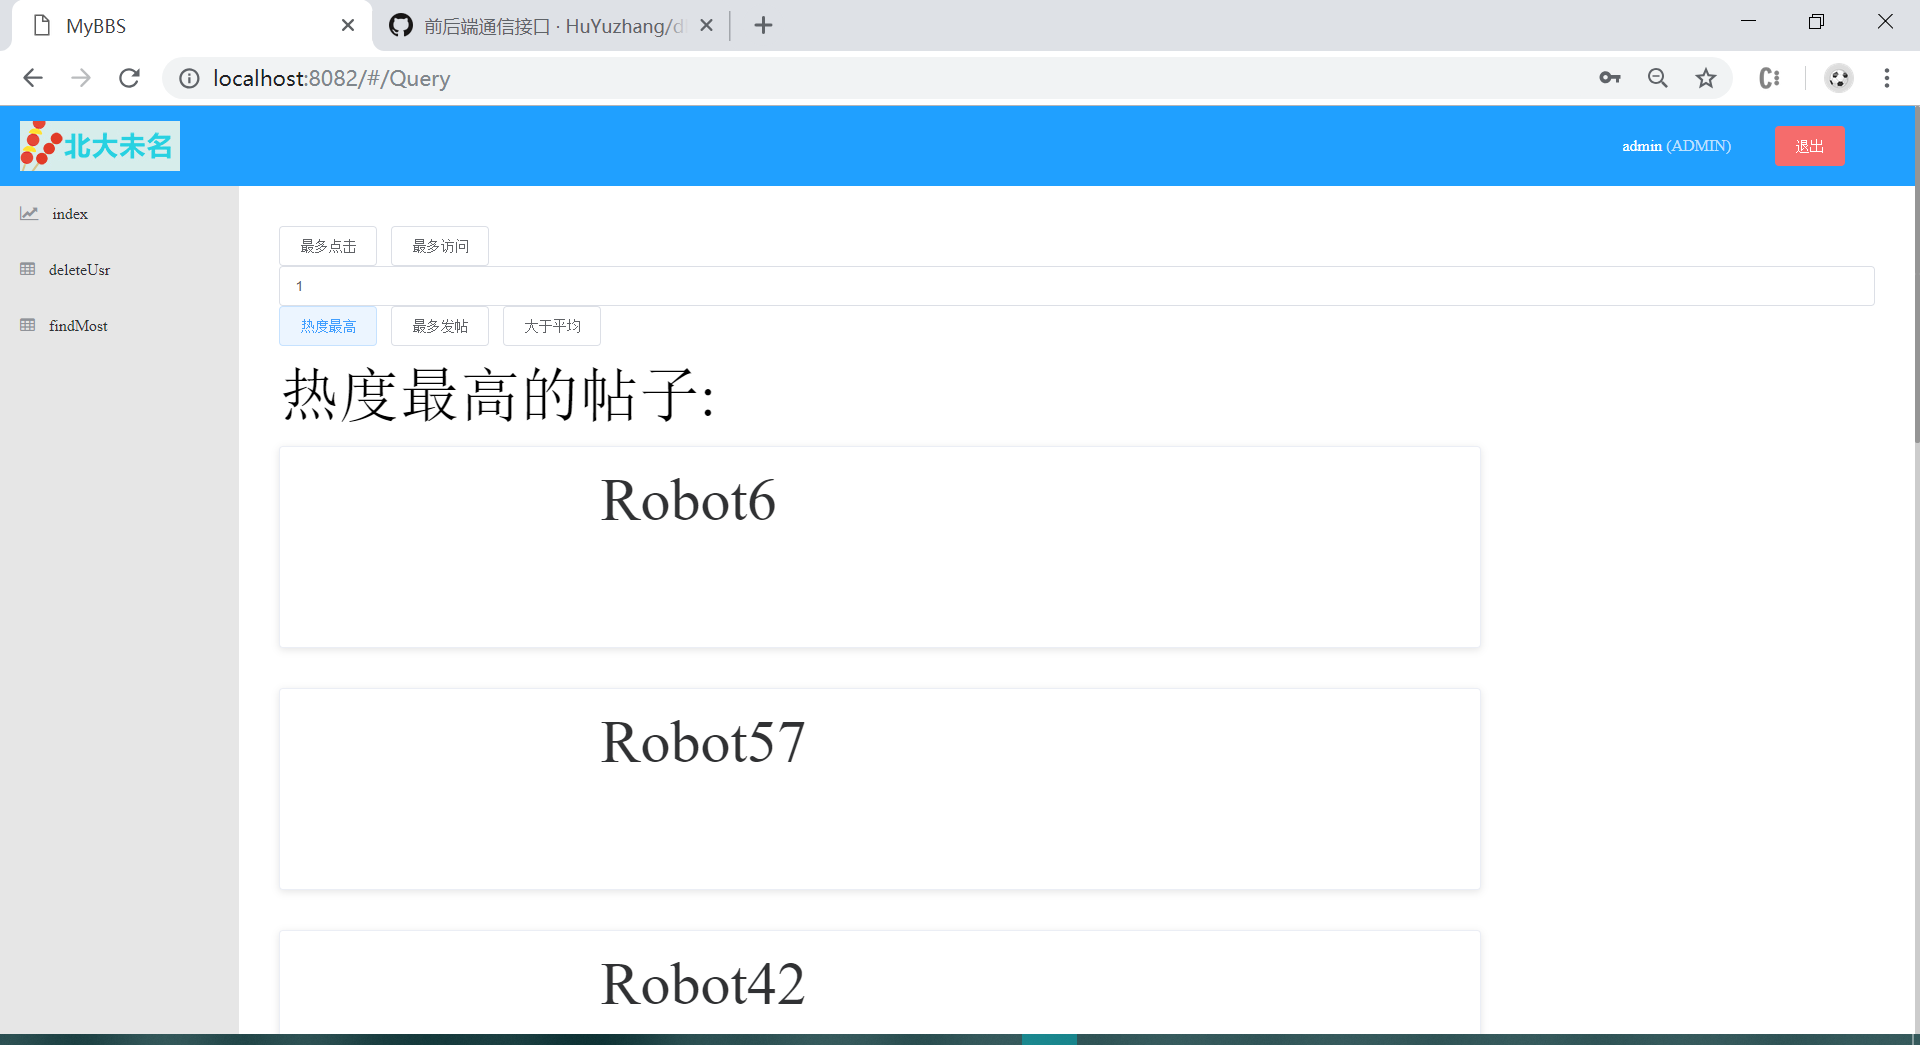 MyBBS
前后端通信接口 · HuYuzhang/d
localhost:8082/#/Query
北大未名
admin (ADMIN)
退出
index
deleteUsr
findMost
最多点击 最多访问
1
热度最高 最多发帖 大于平均
热度最高的帖子:
Robot6
Robot57
Robot42